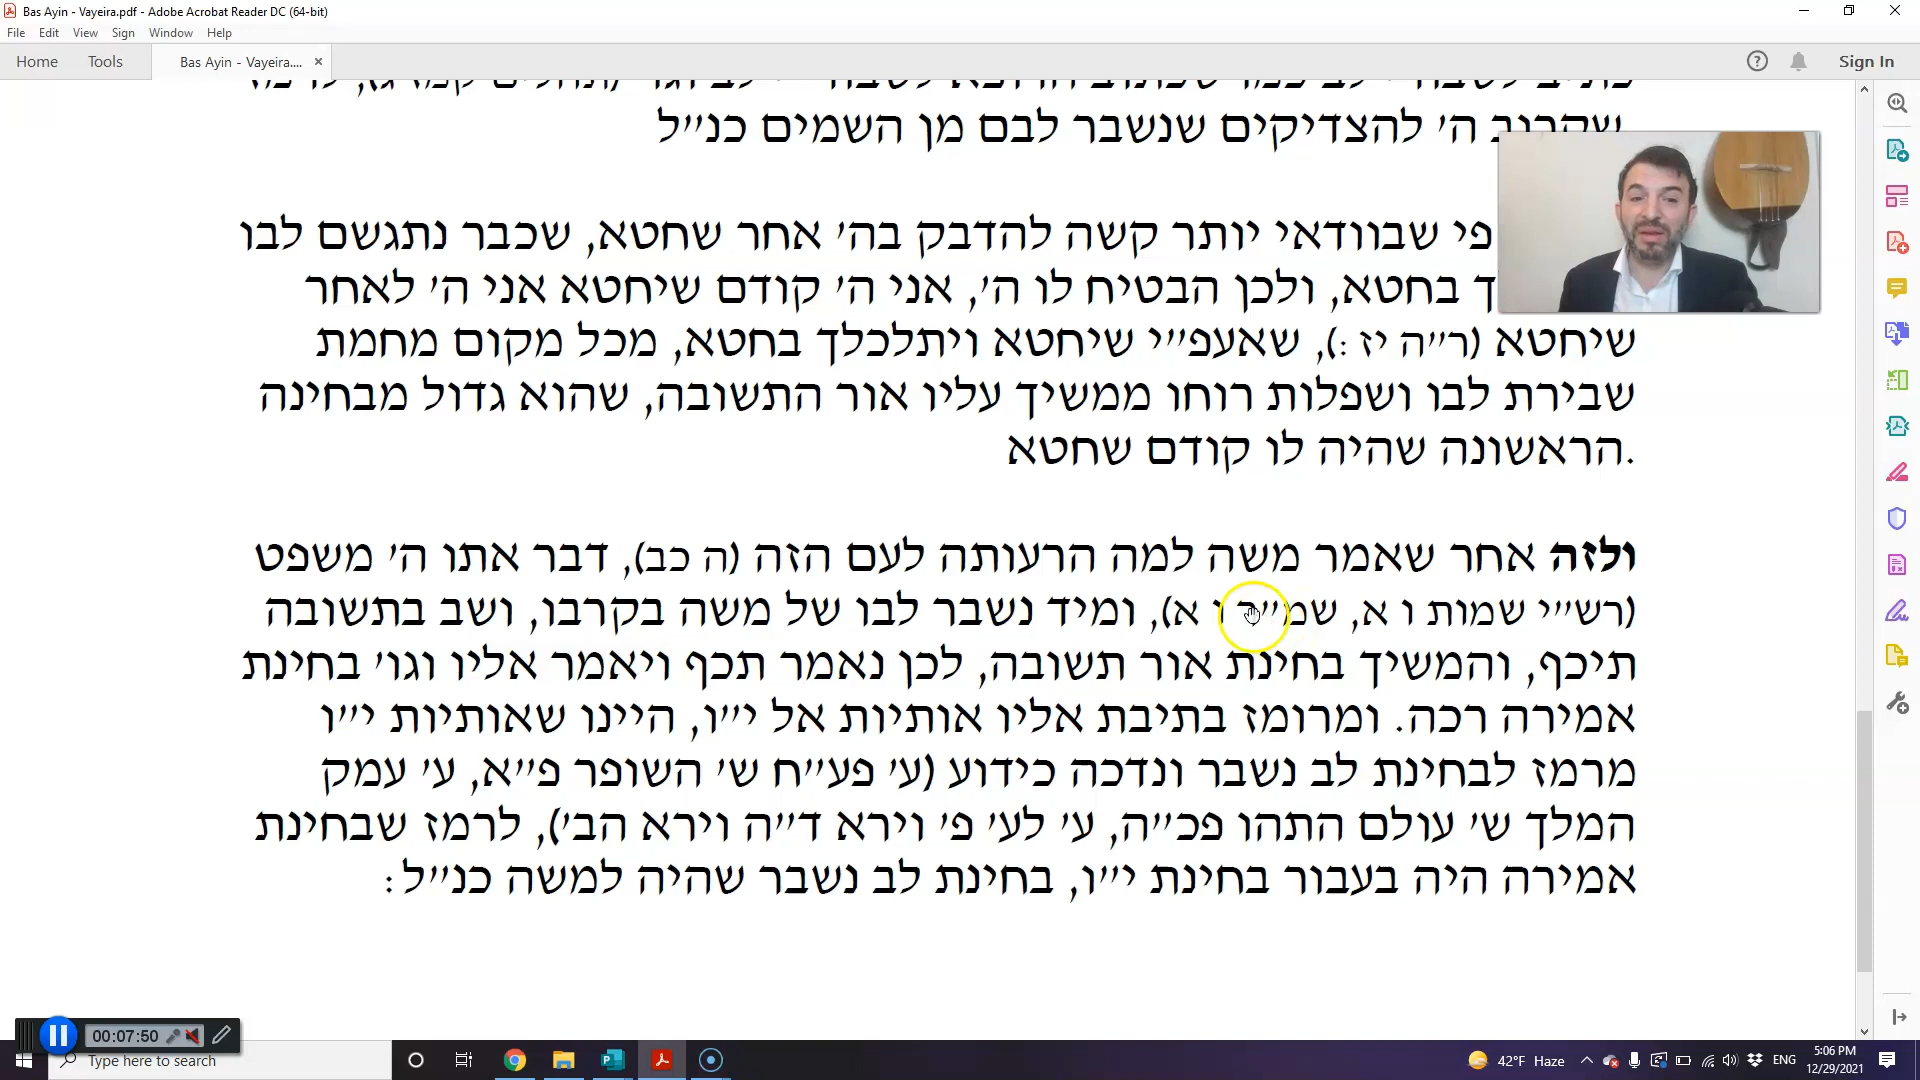 Bas Ayin - Vayeira.pdf - Adobe Acrobat Reader DC (64-bit)
File Edit View Sign Window Help
Home Tools Bas Ayin - Vayeira.... × Sign In
ה׳ להצדיקים שנשבר לבם מן השמים כנ״ל
פי שבוודאי יותר קשה להדבק בה׳ אחר שחטא, שכבר נתגשם לבו
ך בחטא, ולכן הבטיח לו ה׳, אני ה׳ קודם שיחטא אני ה׳ לאחר
שיחטא (ר״ה יז:), שאעפ״י שיחטא ויתלכלך בחטא, מכל מקום מחמת
שבירת לבו ושפלות רוחו ממשיך עליו אור התשובה, שהוא גדול מבחינה
הראשונה שהיה לו קודם שחטא.
ולזה אחר שאמר משה למה הרעותה לעם הזה (ה כב), דבר אתו ה׳ משפט
(רש״י שמות ו א, שמ״ר ו א), ומיד נשבר לבו של משה בקרבו, ושב בתשובה
תיכף, והמשיך בחינת אור תשובה, לכן נאמר תכף ויאמר אליו וגו׳ בחינת
אמירה רכה. ומרומז בתיבת אליו אותיות אל י״ו, היינו שאותיות י״ו
מרמז לבחינת לב נשבר ונדכה כידוע (ע׳ פע״ח ש׳ השופר פ״א, ע׳ עמק
המלך ש׳ עולם התהו פכ״ה, ע׳ לע׳ פ׳ וירא ד״ה וירא הב׳), לרמז שבחינת
אמירה היה בעבור בחינת י״ו, בחינת לב נשבר שהיה למשה כנ״ל:
00:07:50
Type here to search
42°F Haze ENG 5:06 PM
12/29/2021